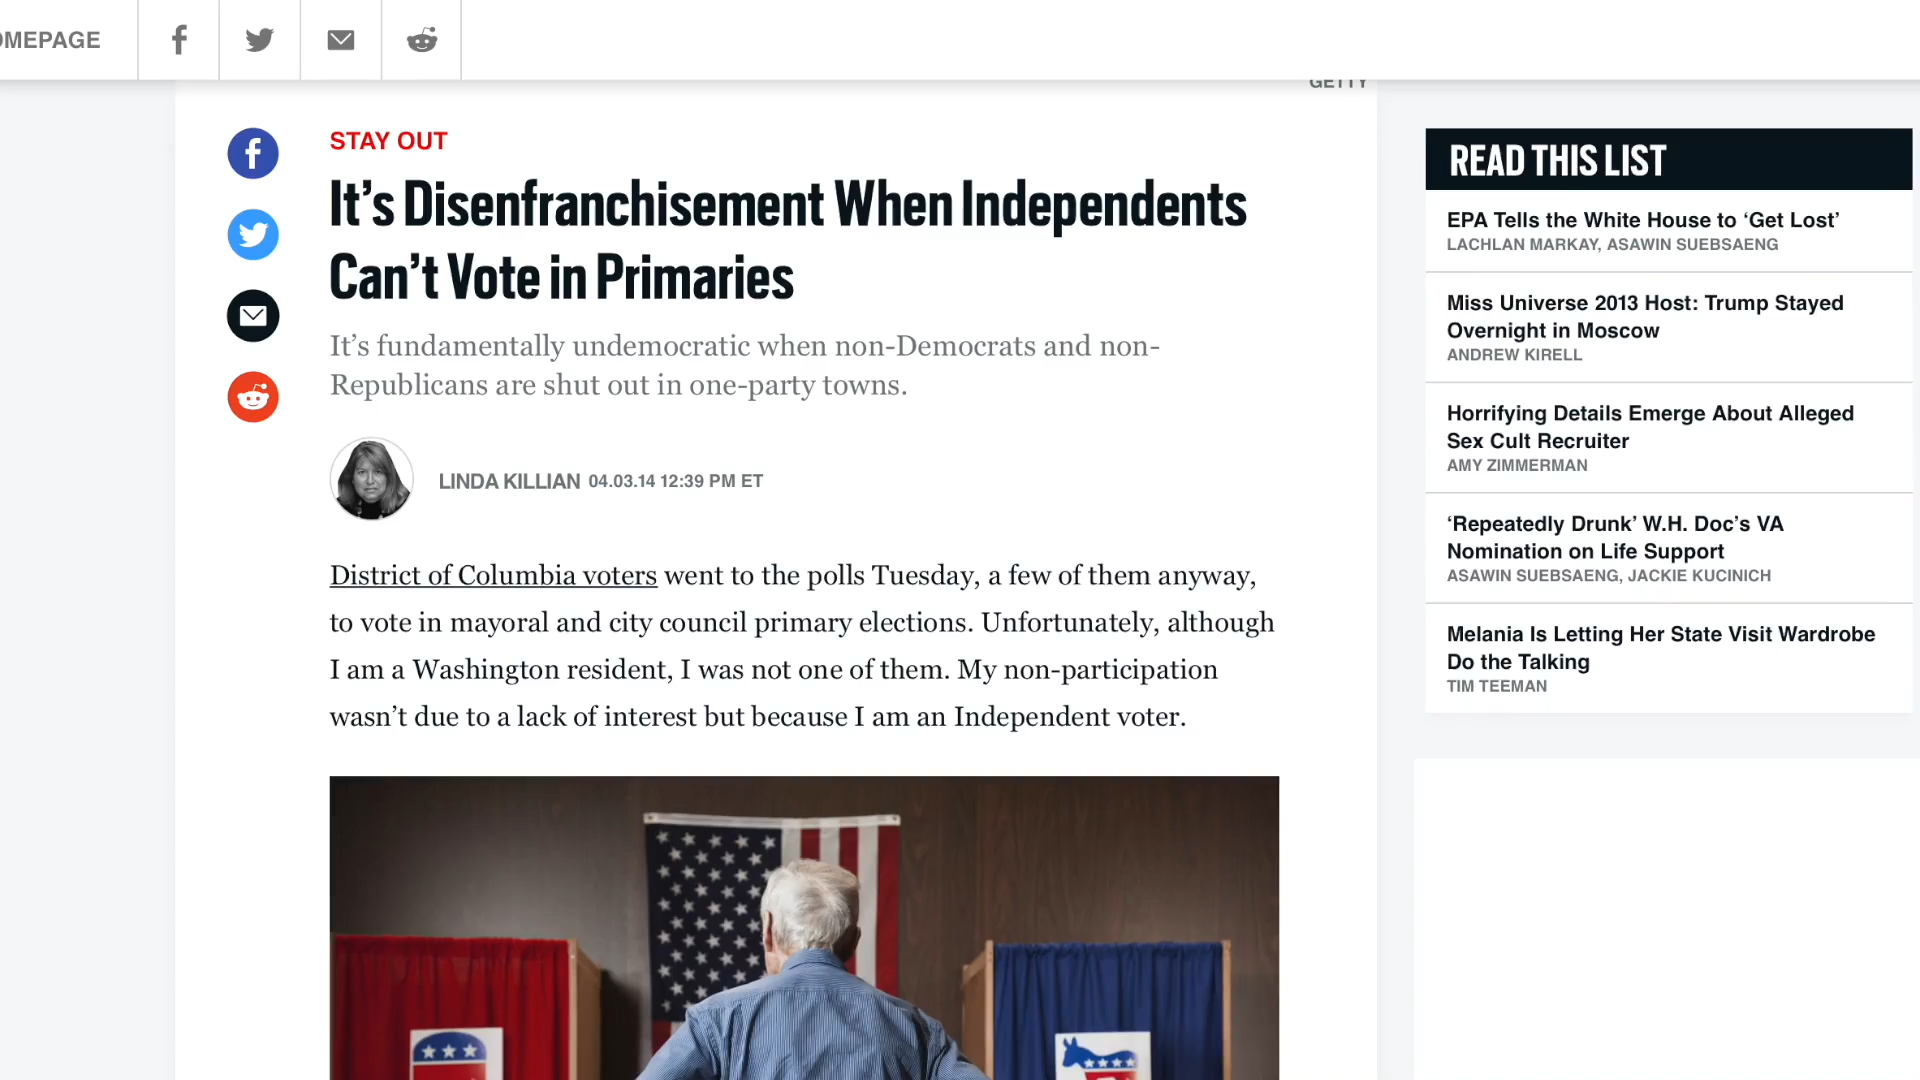 OMEPAGE
GETTY
STAY OUT
It’s Disenfranchisement When Independents
Can’t Vote in Primaries
It’s fundamentally undemocratic when non-Democrats and non-
Republicans are shut out in one-party towns.
LINDA KILLIAN 04.03.14 12:39 PM ET
District of Columbia voters went to the polls Tuesday, a few of them anyway,
to vote in mayoral and city council primary elections. Unfortunately, although
I am a Washington resident, I was not one of them. My non-participation
wasn’t due to a lack of interest but because I am an Independent voter.
READ THIS LIST
EPA Tells the White House to ‘Get Lost’
LACHLAN MARKAY, ASAWIN SUEBSAENG
Miss Universe 2013 Host: Trump Stayed
Overnight in Moscow
ANDREW KIRELL
Horrifying Details Emerge About Alleged
Sex Cult Recruiter
AMY ZIMMERMAN
‘Repeatedly Drunk’ W.H. Doc’s VA
Nomination on Life Support
ASAWIN SUEBSAENG, JACKIE KUCINICH
Melania Is Letting Her State Visit Wardrobe
Do the Talking
TIM TEEMAN